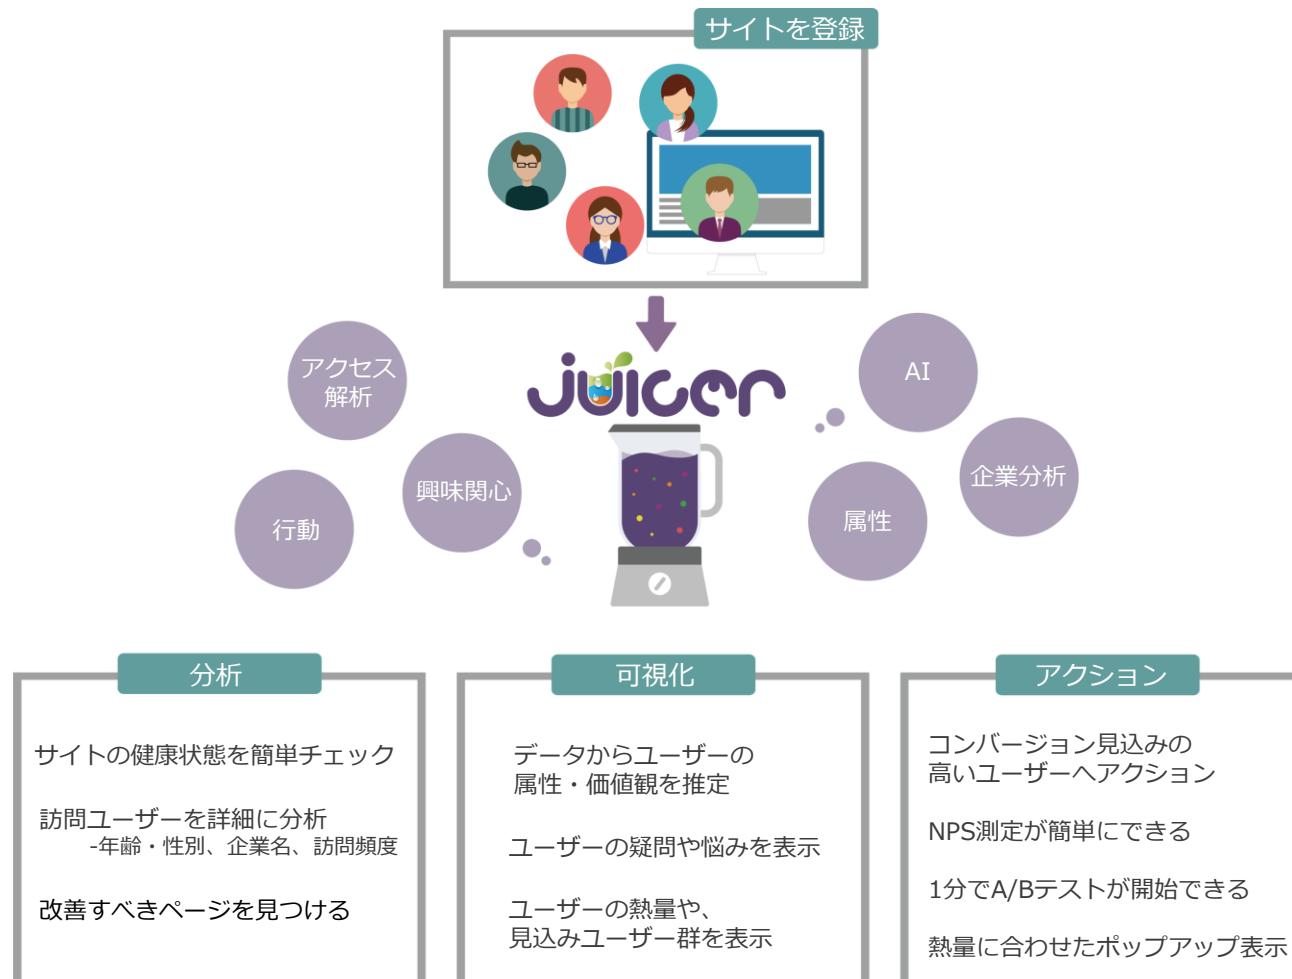 サイトを登録
juicer
アクセス
解析
行動
興味関心
AI
企業分析
属性
分析
サイトの健康状態を簡単チェック
訪問ユーザーを詳細に分析
-年齢・性別、企業名、訪問頻度
改善すべきページを見つける
可視化
データからユーザーの
属性・価値観を推定
ユーザーの疑問や悩みを表示
ユーザーの熱量や、
見込みユーザー群を表示
アクション
コンバージョン見込みの
高いユーザーへアクション
NPS測定が簡単にできる
1分でA/Bテストが開始できる
熱量に合わせたポップアップ表示